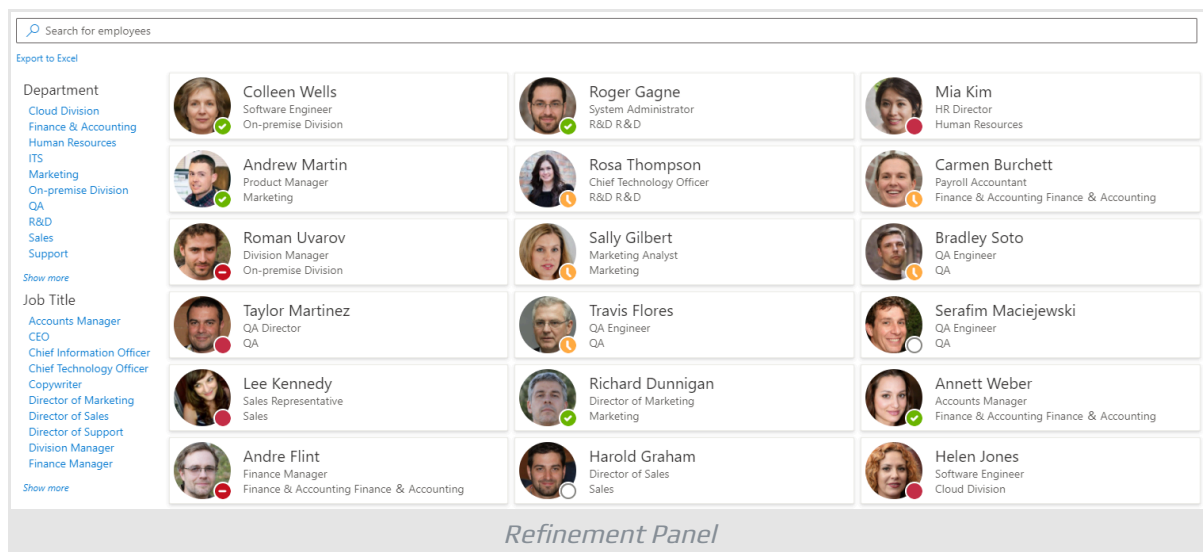 Search for employees
Export to Excel
Department
Cloud Division
Finance & Accounting
Human Resources
ITS
Marketing
On-premise Division
QA
R&D
Sales
Support
Show more
Job Title
Accounts Manager
CEO
Chief Information Officer
Chief Technology Officer
Copywriter
Director of Marketing
Director of Sales
Director of Support
Division Manager
Finance Manager
Show more
Colleen Wells
Software Engineer
On-premise Division
Roger Gagne
System Administrator
R&D R&D
Mia Kim
HR Director
Human Resources
Andrew Martin
Product Manager
Marketing
Rosa Thompson
Chief Technology Officer
R&D R&D
Carmen Burchett
Payroll Accountant
Finance & Accounting Finance & Accounting
Roman Uvarov
Division Manager
On-premise Division
Sally Gilbert
Marketing Analyst
Marketing
Bradley Soto
QA Engineer
QA
Taylor Martinez
QA Director
QA
Travis Flores
QA Engineer
QA
Serafim Maciejewski
QA Engineer
QA
Lee Kennedy
Sales Representative
Sales
Richard Dunnigan
Director of Marketing
Marketing
Annett Weber
Accounts Manager
Finance & Accounting Finance & Accounting
Andre Flint
Finance Manager
Finance & Accounting Finance & Accounting
Harold Graham
Director of Sales
Sales
Helen Jones
Software Engineer
Cloud Division
Refinement Panel